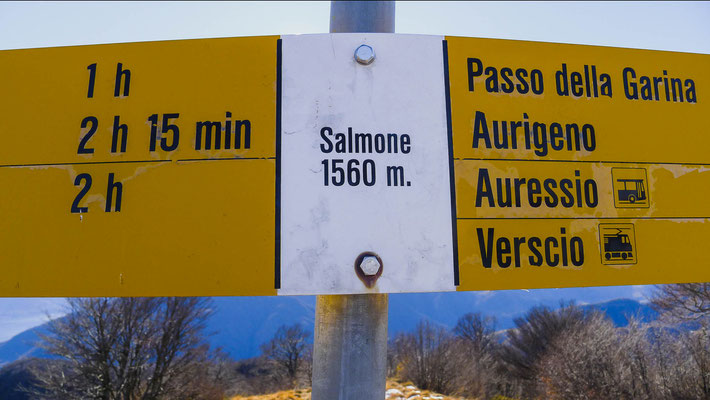 1 h
2 h 15 min
2 h
Salmone
1560 m.
Passo della Garina
Aurigeno
Auressio
Verscio